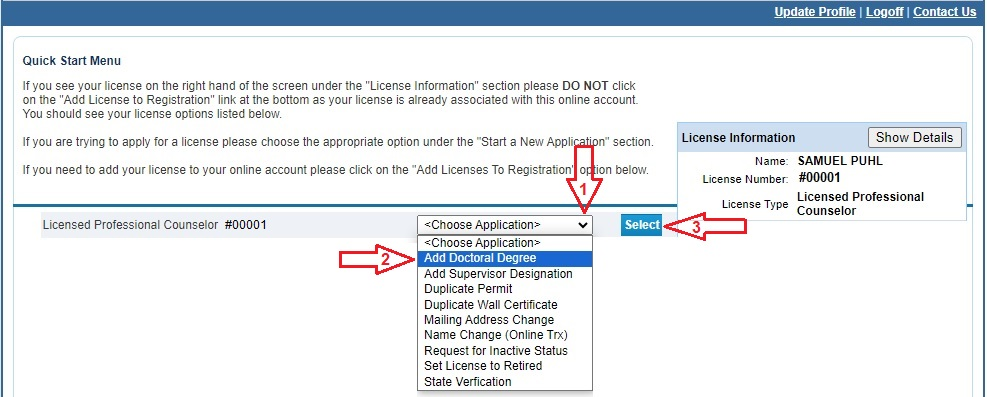 Update Profile | Logoff | Contact Us
Quick Start Menu
If you see your license on the right hand of the screen under the "License Information" section please DO NOT click
on the "Add License to Registration" link at the bottom as your license is already associated with this online account.
You should see your license options listed below.
If you are trying to apply for a license please choose the appropriate option under the "Start a New Application" section.
If you need to add your license to your online account please click on the "Add Licenses To Registration" option below.
License Information
Show Details
Name: SAMUEL PUHL
License Number: #00001
License Type Licensed Professional
Counselor
1
Licensed Professional Counselor #00001
<Choose Application>
Select
3
<Choose Application>
2
Add Doctoral Degree
Add Supervisor Designation
Duplicate Permit
Duplicate Wall Certificate
Mailing Address Change
Name Change (Online Trx)
Request for Inactive Status
Set License to Retired
State Verfication